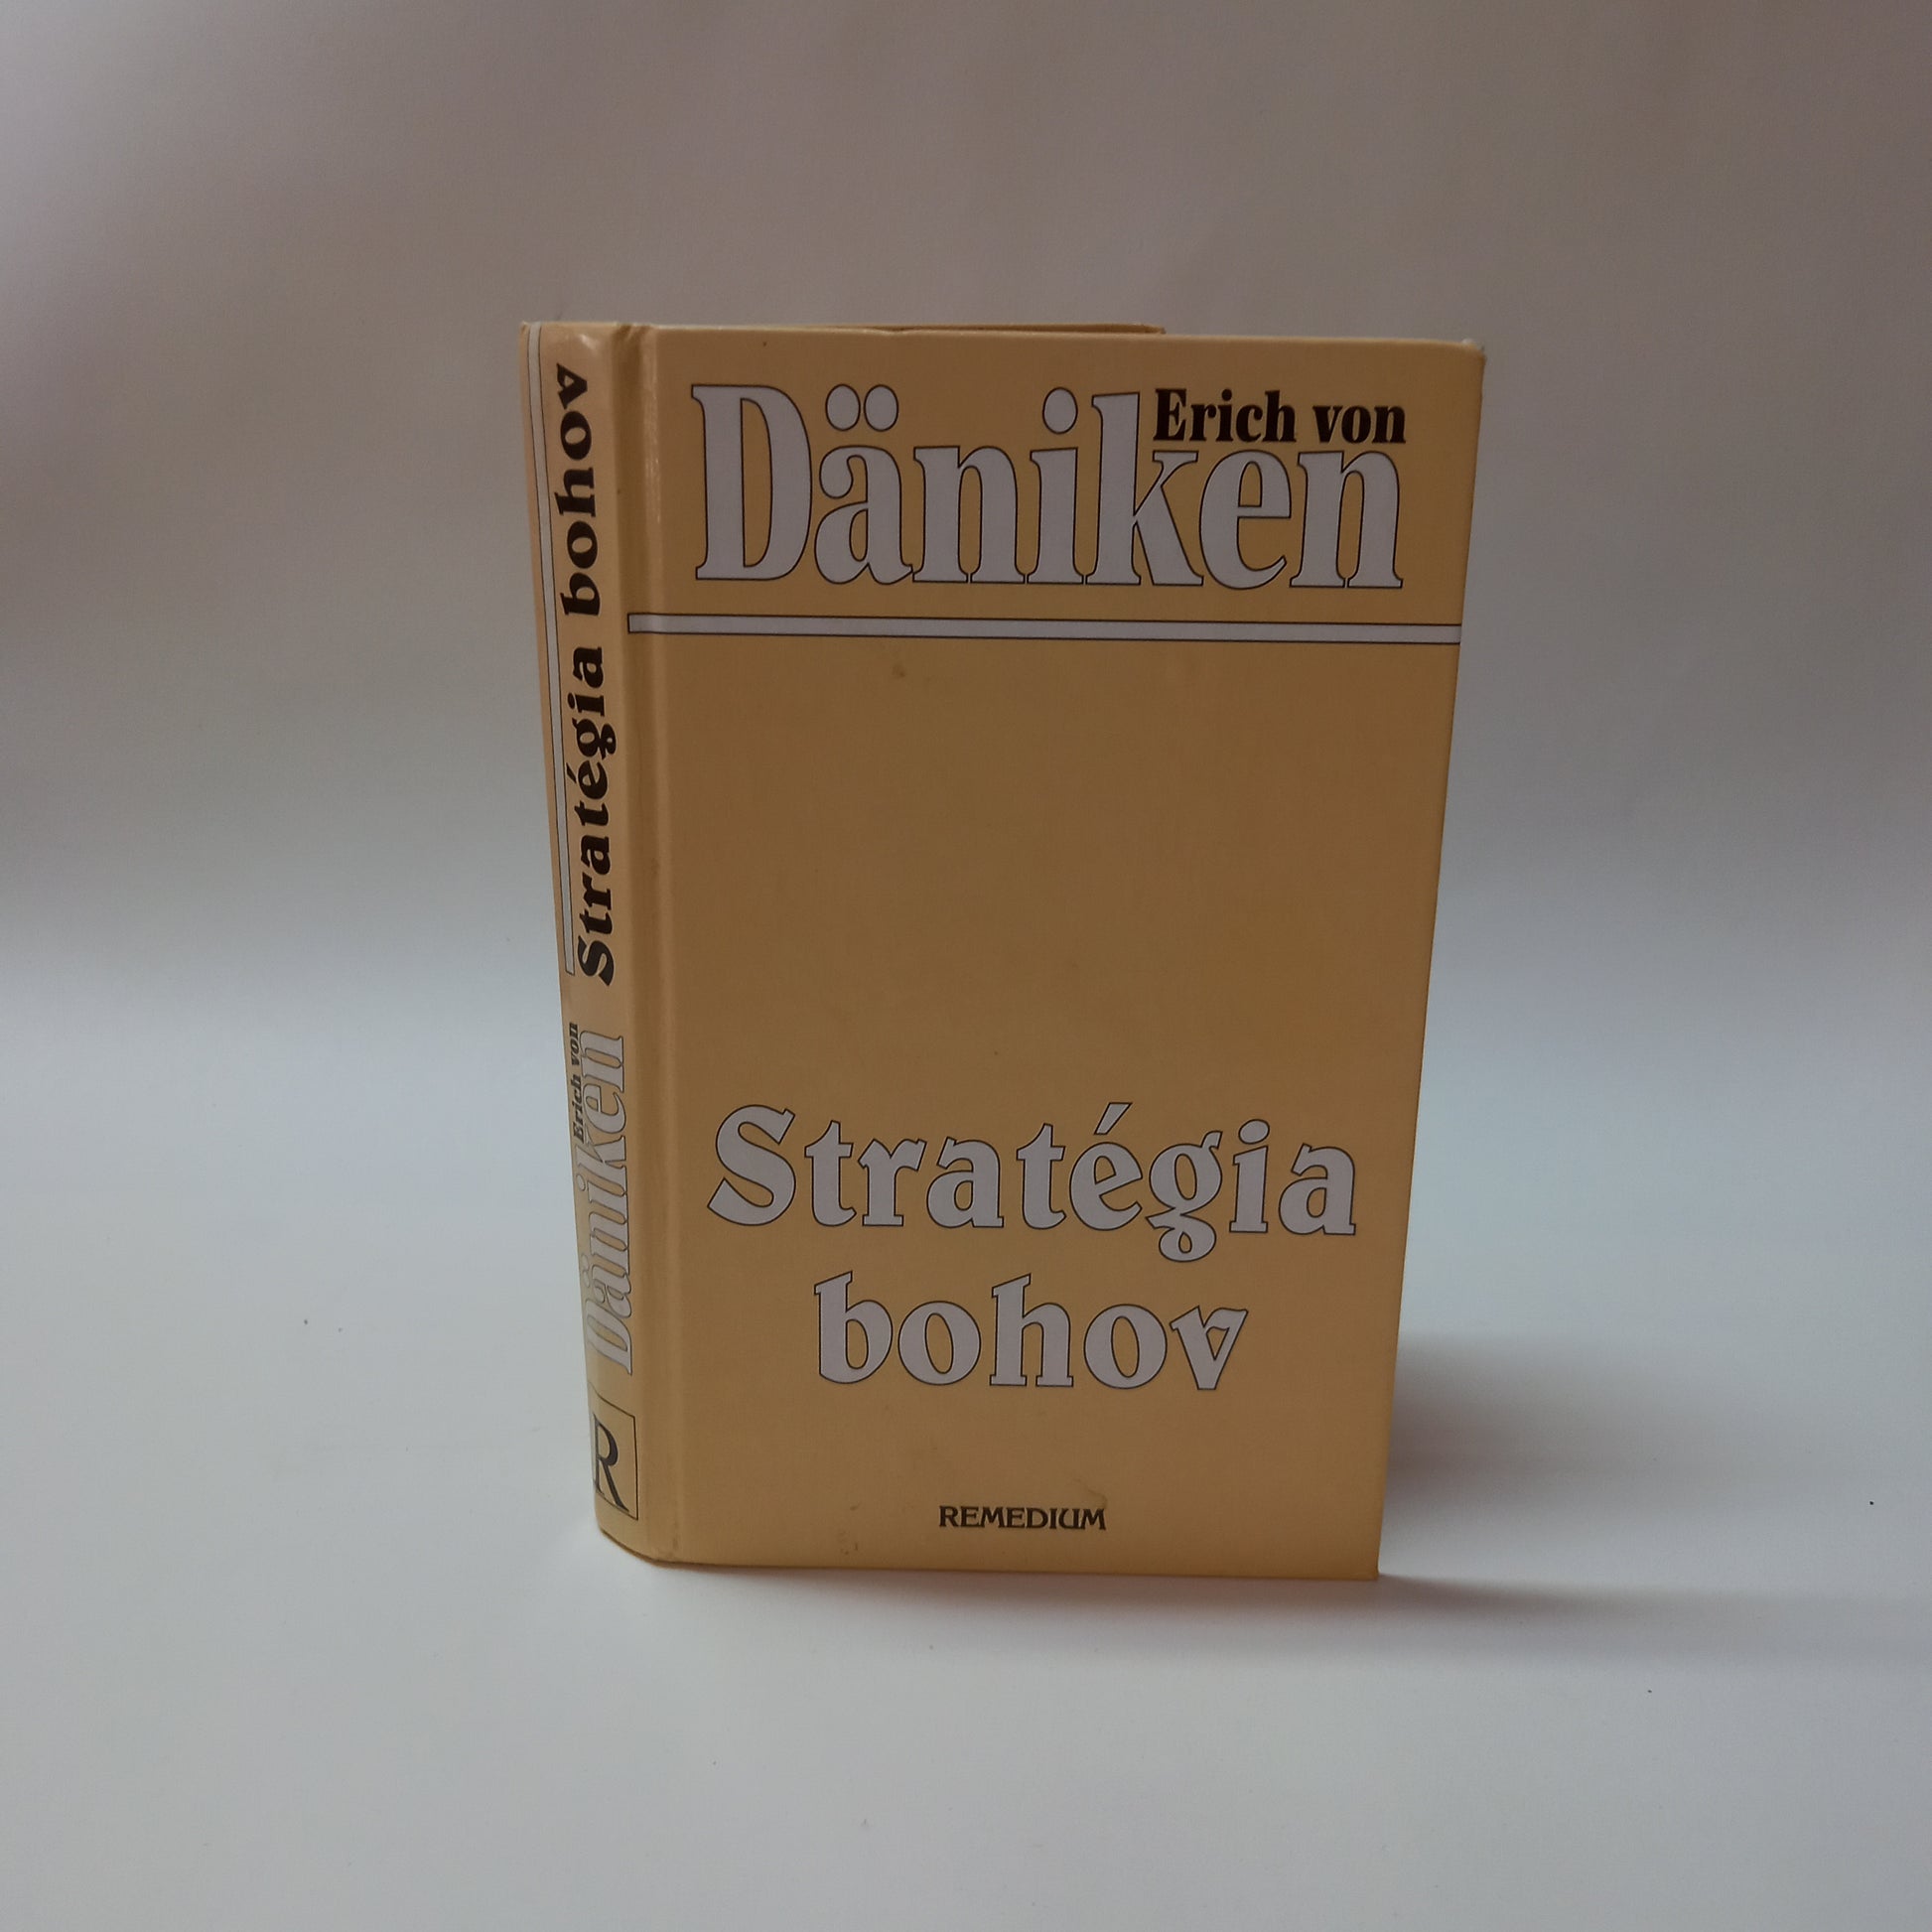 Erich von
Däniken
Stratégia
bohov
REMEDIUM
Erich von
Däniken
Stratégia bohov
R